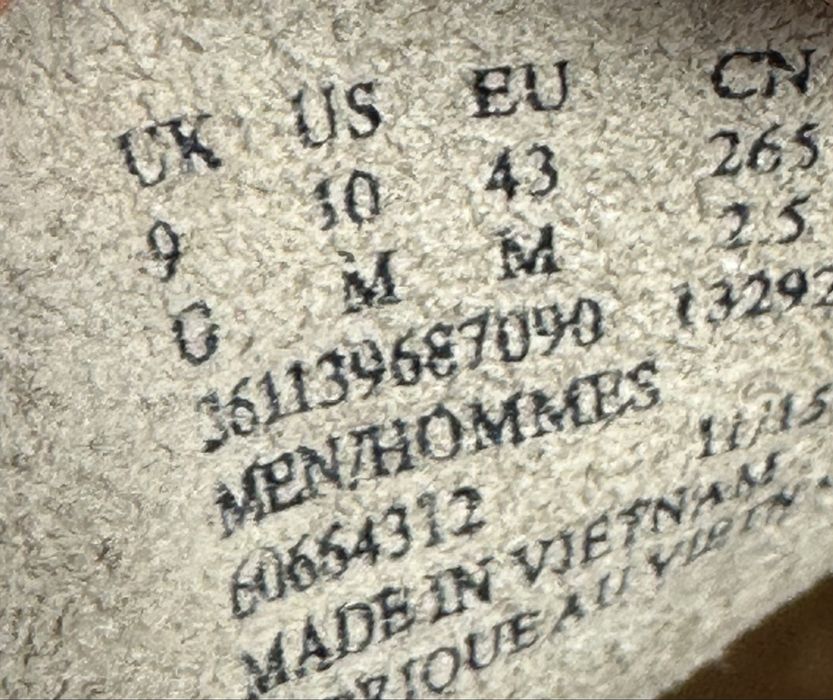 UK US EU CN
9 10 43 265
G M M 2.5
361139687090 13292
MEN/HOMMES
60654312 11/15
MADE IN VIETNAM
AU